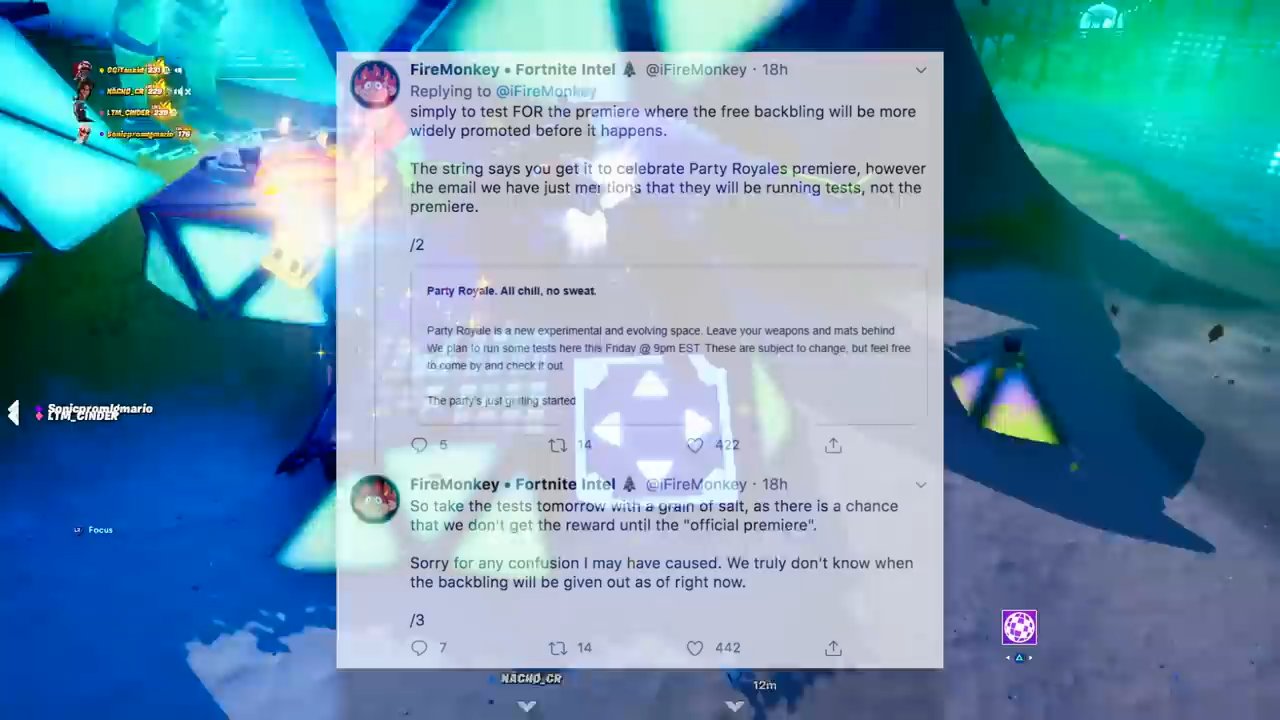 FireMonkey • Fortnite Intel @iFireMonkey · 18h
Replying to @iFireMonkey
simply to test FOR the premiere where the free backbling will be more
widely promoted before it happens.
The string says you get it to celebrate Party Royales premiere, however
the email we have just mentions that they will be running tests, not the
premiere.
/2
Party Royale. All chill, no sweat.
Party Royale is a new experimental and evolving space. Leave your weapons and mats behind
We plan to run some tests here this Friday @ 9pm EST. These are subject to change, but feel free
to come by and check it out
The party's just getting started
5 14 422
FireMonkey • Fortnite Intel @iFireMonkey · 18h
So take the tests tomorrow with a grain of salt, as there is a chance
that we don't get the reward until the "official premiere".
Sorry for any confusion I may have caused. We truly don't know when
the backbling will be given out as of right now.
/3
7 14 442
NACHO_CR 229
LTM_CINDER 239
Sonicpromlgmario 176
Sonicpromlgmario
LTM_CINDER
Focus
NACHO_CR
12m